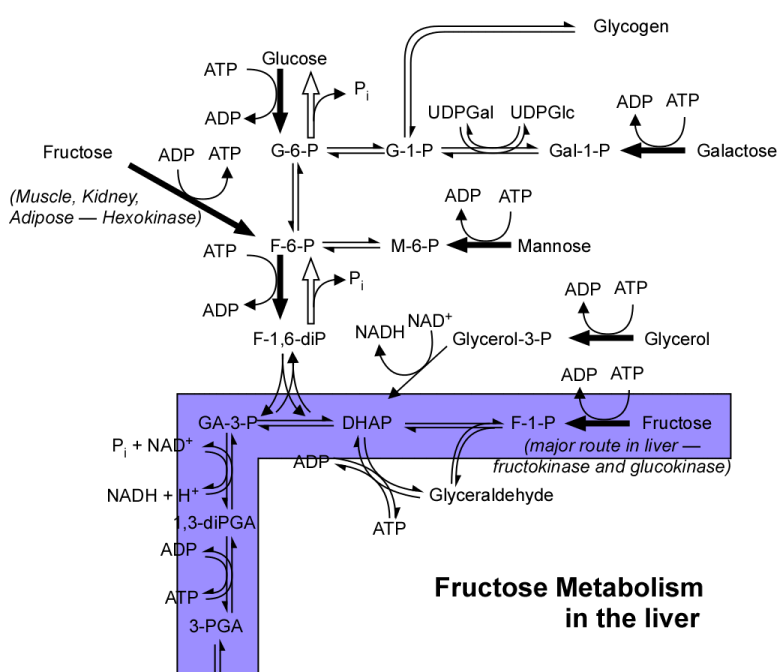 Glycogen
Glucose
ATP
P i
ADP
UDPGal UDPGlc
ADP ATP
Fructose
ADP ATP
G-6-P
G-1-P
Gal-1-P
Galactose
(Muscle, Kidney,
Adipose — Hexokinase)
ADP ATP
F-6-P
M-6-P
Mannose
ATP
P i
ADP
ADP ATP
F-1,6-diP
NADH NAD+
Glycerol-3-P
Glycerol
ADP ATP
GA-3-P
DHAP
F-1-P
Fructose
(major route in liver —
fructokinase and glucokinase)
P i + NAD+
ADP
NADH + H+
Glyceraldehyde
1,3-diPGA
ATP
ADP
ATP
3-PGA
Fructose Metabolism
in the liver